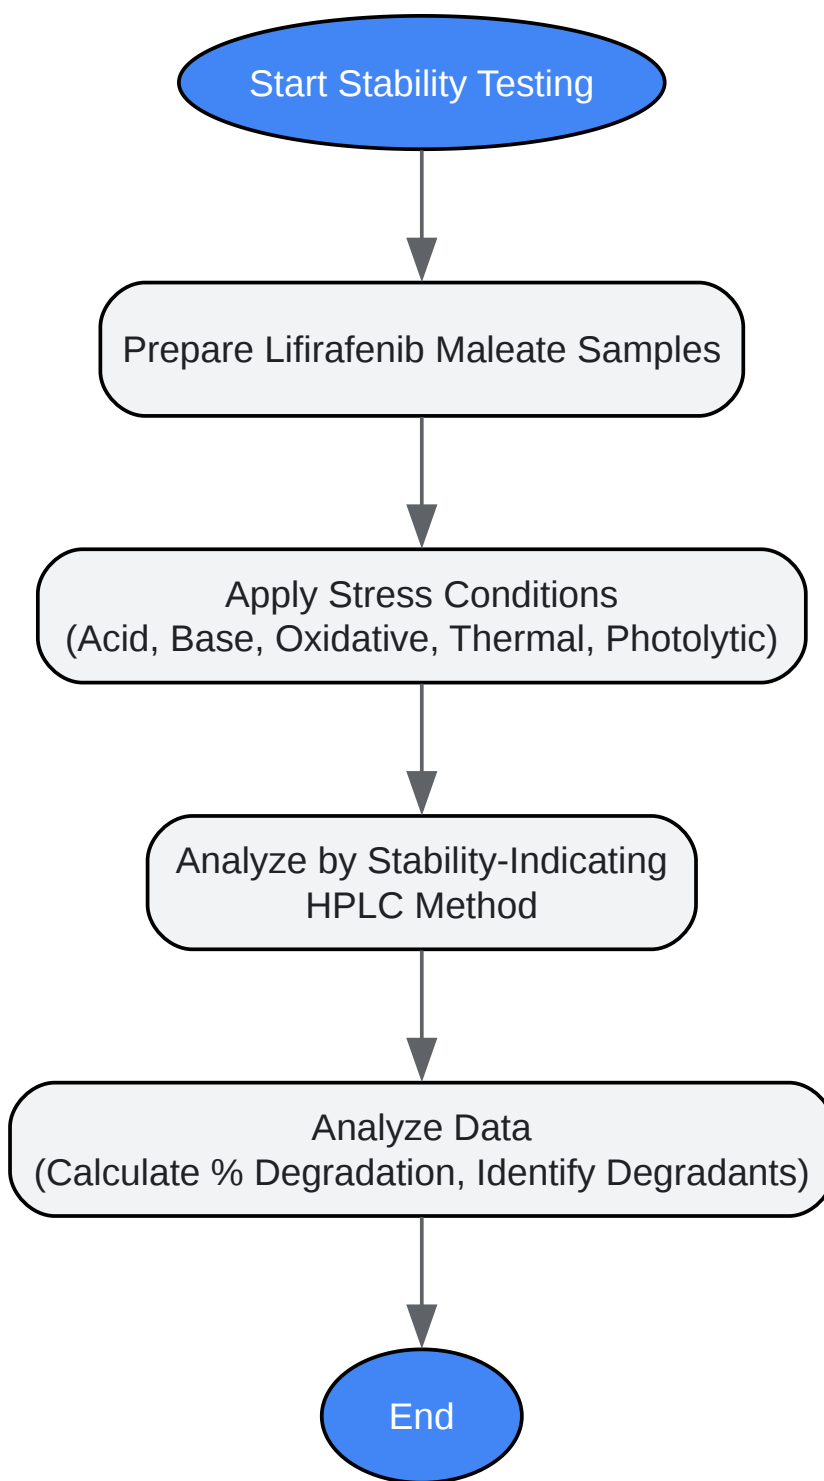 Start Stability Testing
Prepare Lifirafenib Maleate Samples
Apply Stress Conditions
(Acid, Base, Oxidative, Thermal, Photolytic)
Analyze by Stability-Indicating
HPLC Method
Analyze Data
(Calculate % Degradation, Identify Degradants)
End